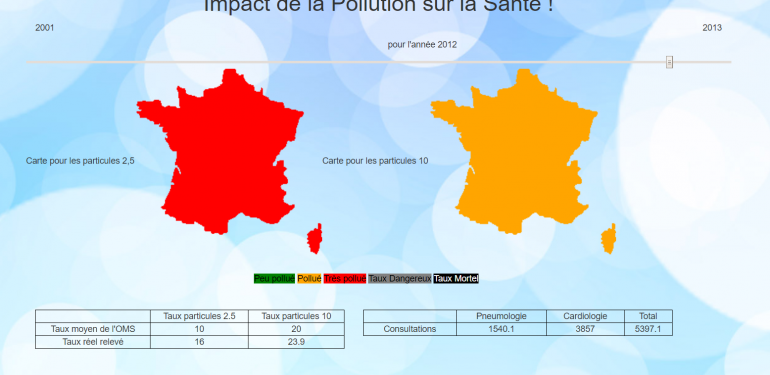 Impact de la Pollution sur la Santé !
2001 2013
pour l'année 2012
Carte pour les particules 2,5 Carte pour les particules 10
Peu pollué Pollué Très pollué Taux Dangereux Taux Mortel
Taux particules 2.5 Taux particules 10
Taux moyen de l'OMS 10 20
Taux réel relevé 16 23.9
Pneumologie Cardiologie Total
Consultations 1540.1 3857 5397.1